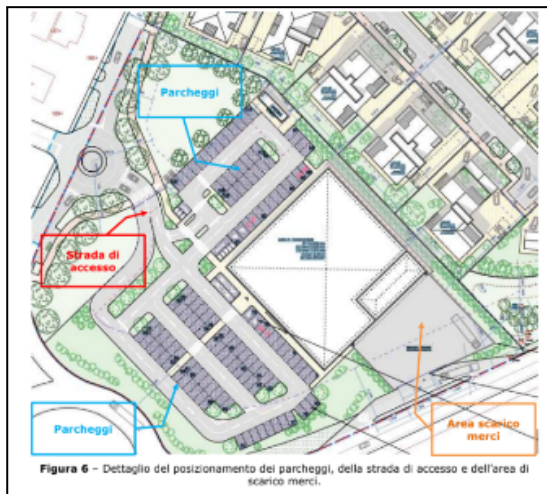 Parcheggi
Strada di
accesso
Parcheggi
Area scarico
merci
Figura 6 – Dettaglio del posizionamento dei parcheggi, della strada di accesso e dell'area di
scarico merci.